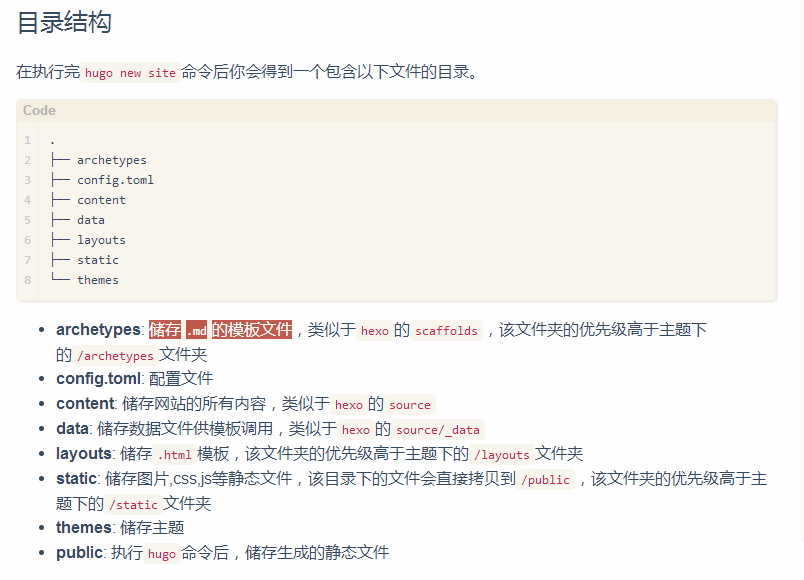 目录结构
在执行完 hugo new site 命令后你会得到一个包含以下文件的目录。
Code
1 .
2 ├── archetypes
3 ├── config.toml
4 ├── content
5 ├── data
6 ├── layouts
7 ├── static
8 └── themes
• archetypes: 储存 .md 的模板文件，类似于 hexo 的 scaffolds ，该文件夹的优先级高于主题下
的 /archetypes 文件夹
• config.toml: 配置文件
• content: 储存网站的所有内容，类似于 hexo 的 source
• data: 储存数据文件供模板调用，类似于 hexo 的 source/_data
• layouts: 储存 .html 模板，该文件夹的优先级高于主题下的 /layouts 文件夹
• static: 储存图片,css,js等静态文件，该目录下的文件会直接拷贝到 /public ，该文件夹的优先级高于主
题下的 /static 文件夹
• themes: 储存主题
• public: 执行 hugo 命令后，储存生成的静态文件